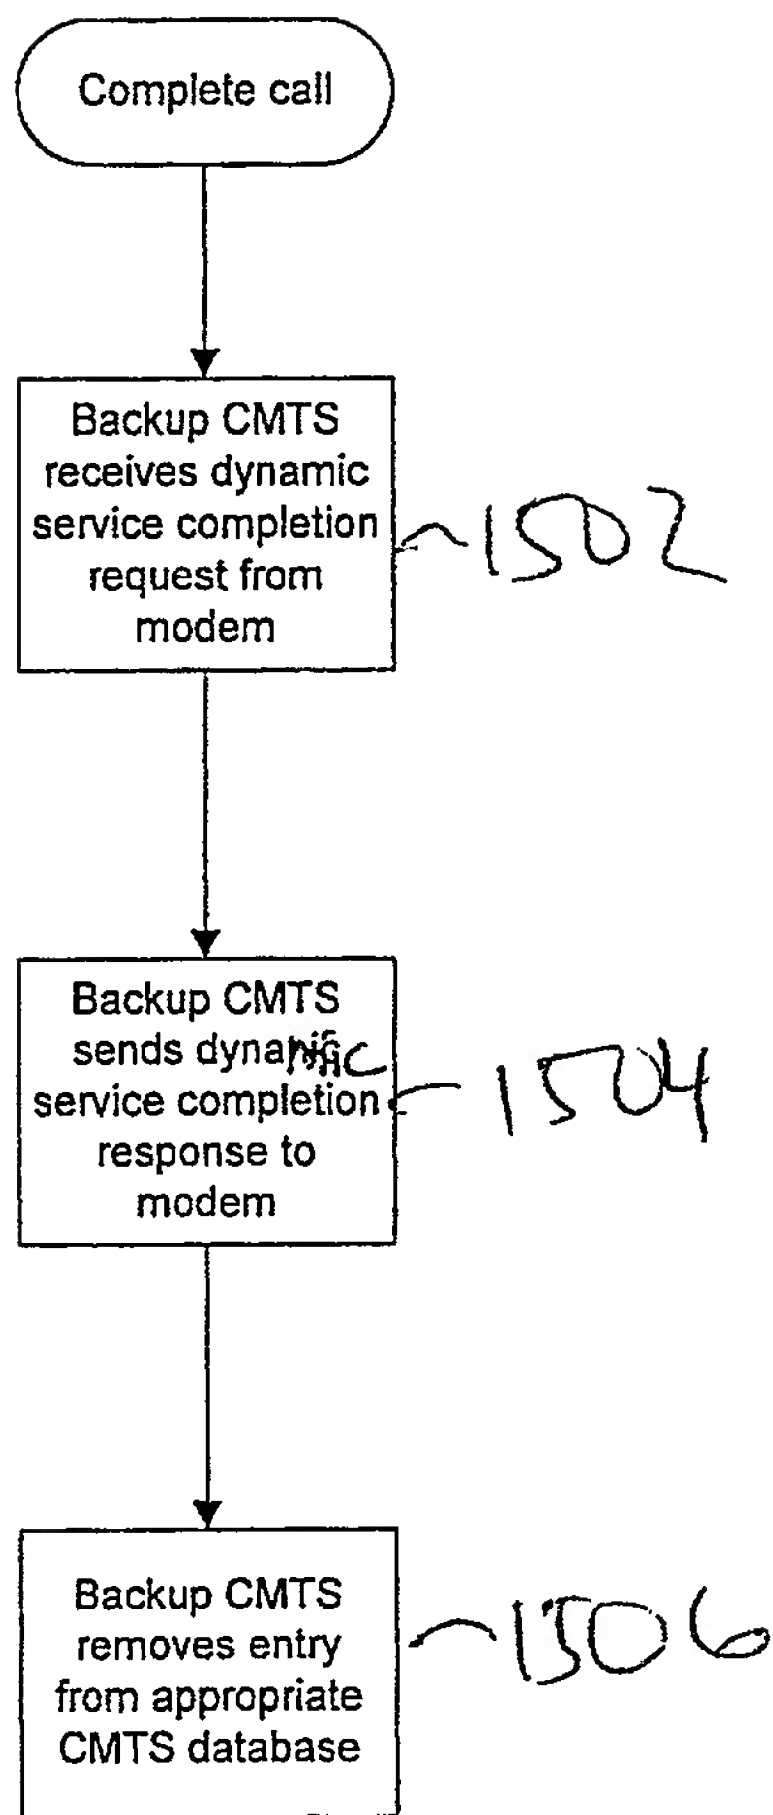 Complete call
Backup CMTS
receives dynamic
service completion
request from
modem
1502
Backup CMTS
sends dynamic
service completion
response to
modem
1504
Backup CMTS
removes entry
from appropriate
CMTS database
1506